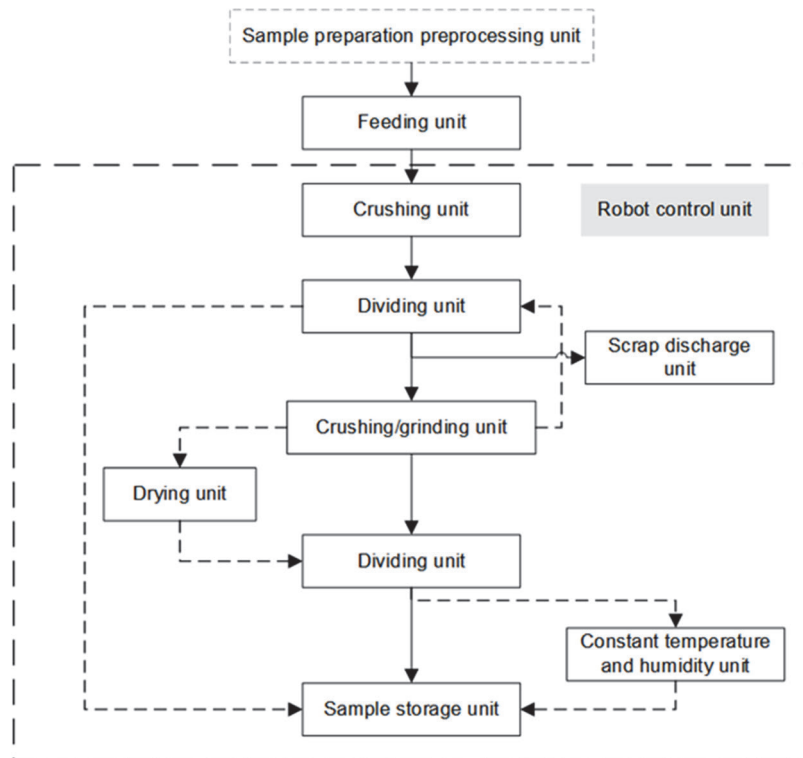 Sample preparation preprocessing unit
Feeding unit
Crushing unit
Robot control unit
Dividing unit
Scrap discharge
unit
Crushing/grinding unit
Drying unit
Dividing unit
Constant temperature
and humidity unit
Sample storage unit